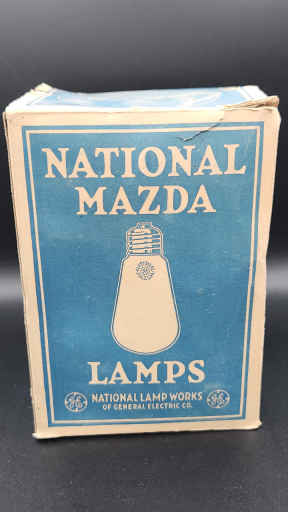 NATIONAL
MAZDA
LAMPS
NATIONAL LAMP WORKS
OF GENERAL ELECTRIC CO.